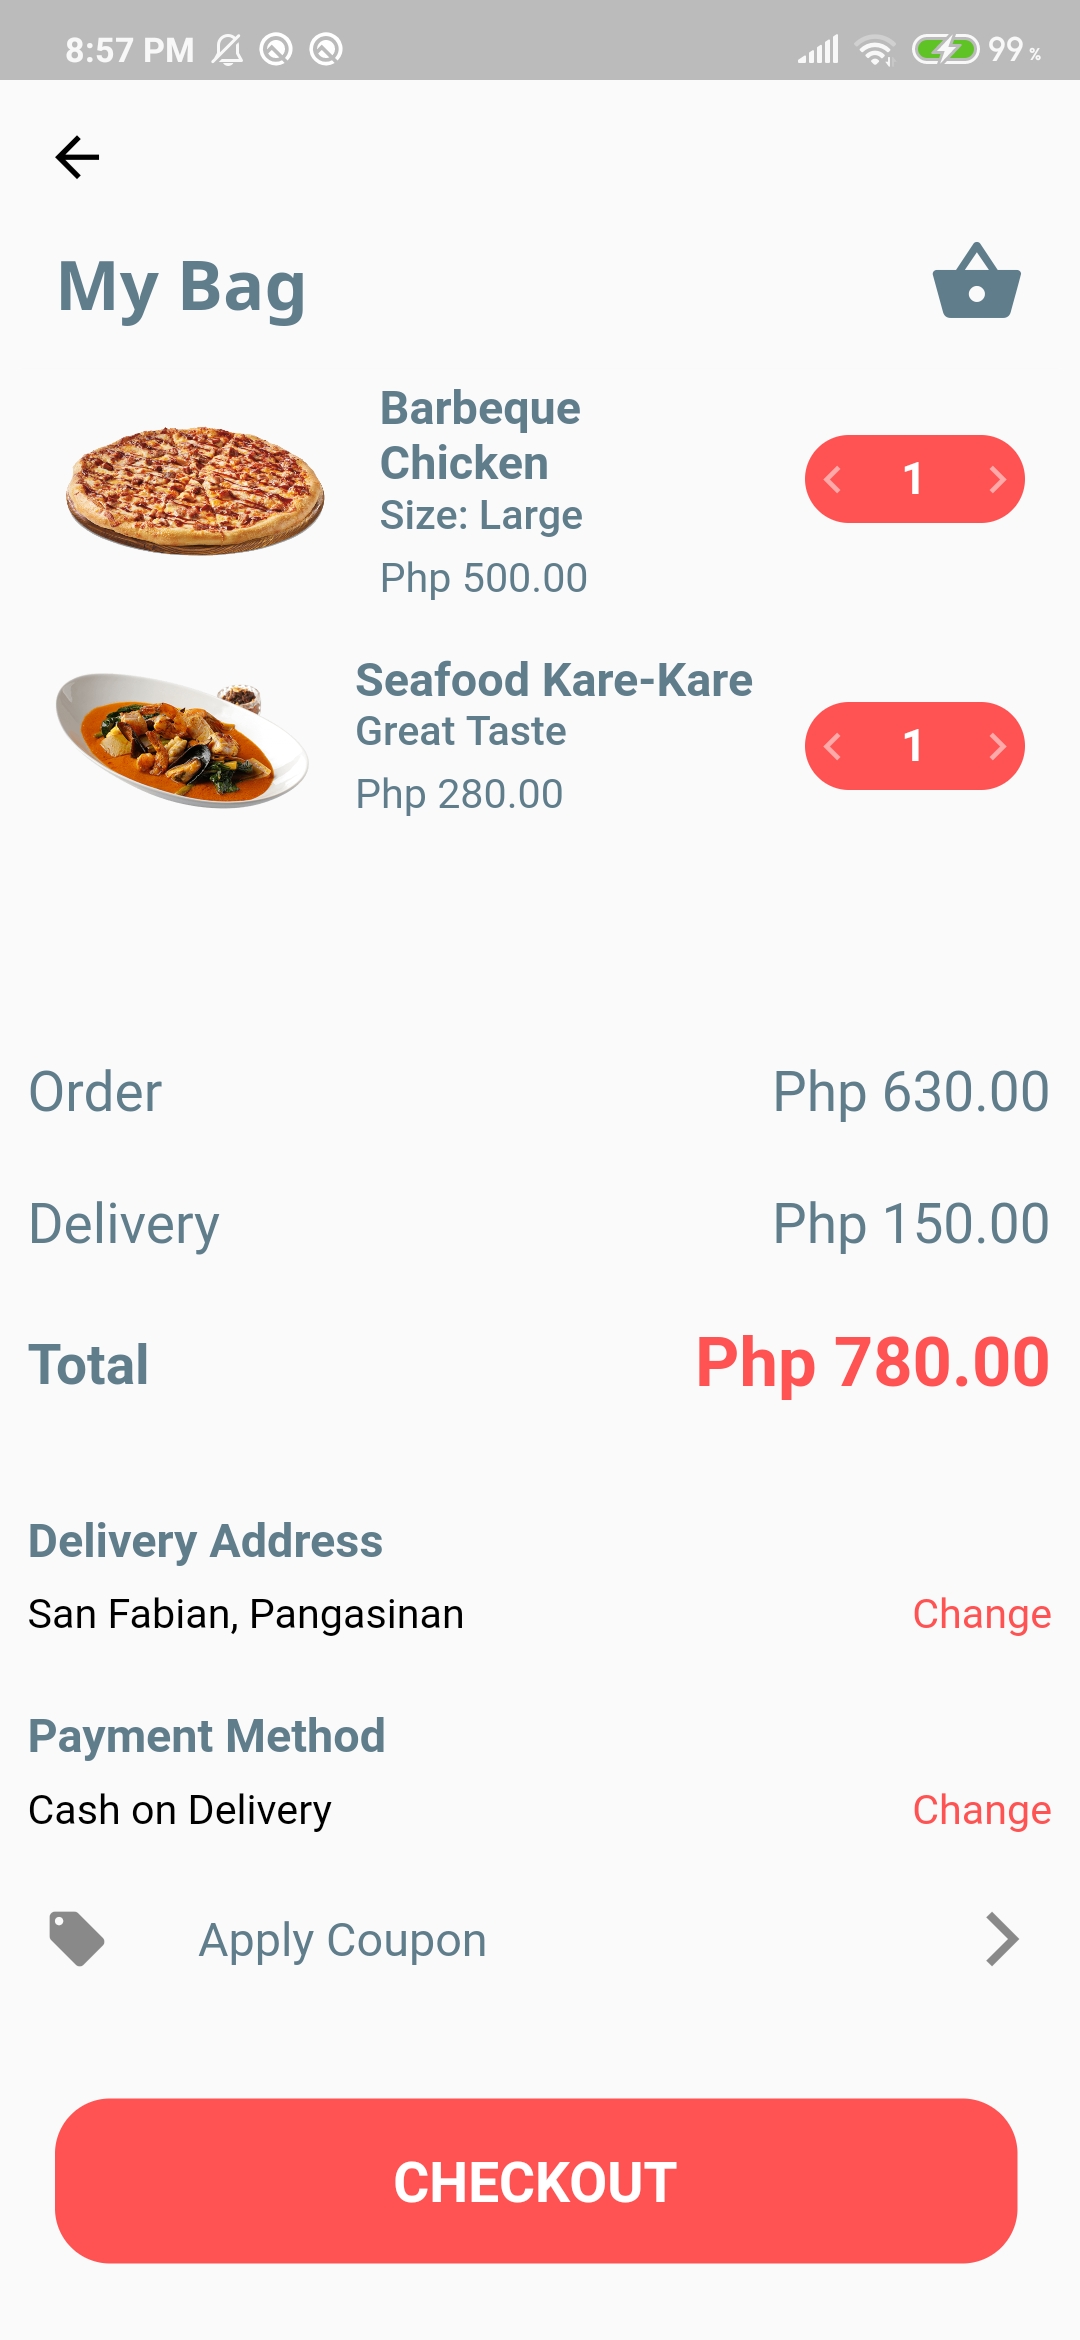 8:57 PM 99%
My Bag
Barbeque
Chicken
Size: Large
Php 500.00
1
Seafood Kare-Kare
Great Taste
Php 280.00
1
Order Php 630.00
Delivery Php 150.00
Total Php 780.00
Delivery Address
San Fabian, Pangasinan Change
Payment Method
Cash on Delivery Change
Apply Coupon
CHECKOUT